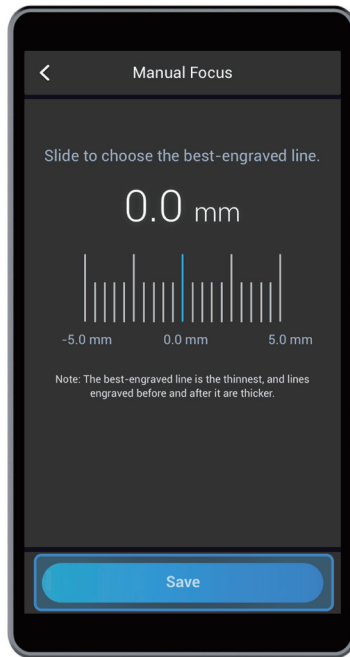 Manual Focus
Slide to choose the best-engraved line.
0.0 mm
-5.0 mm 0.0 mm 5.0 mm
Note: The best-engraved line is the thinnest, and lines
engraved before and after it are thicker.
Save